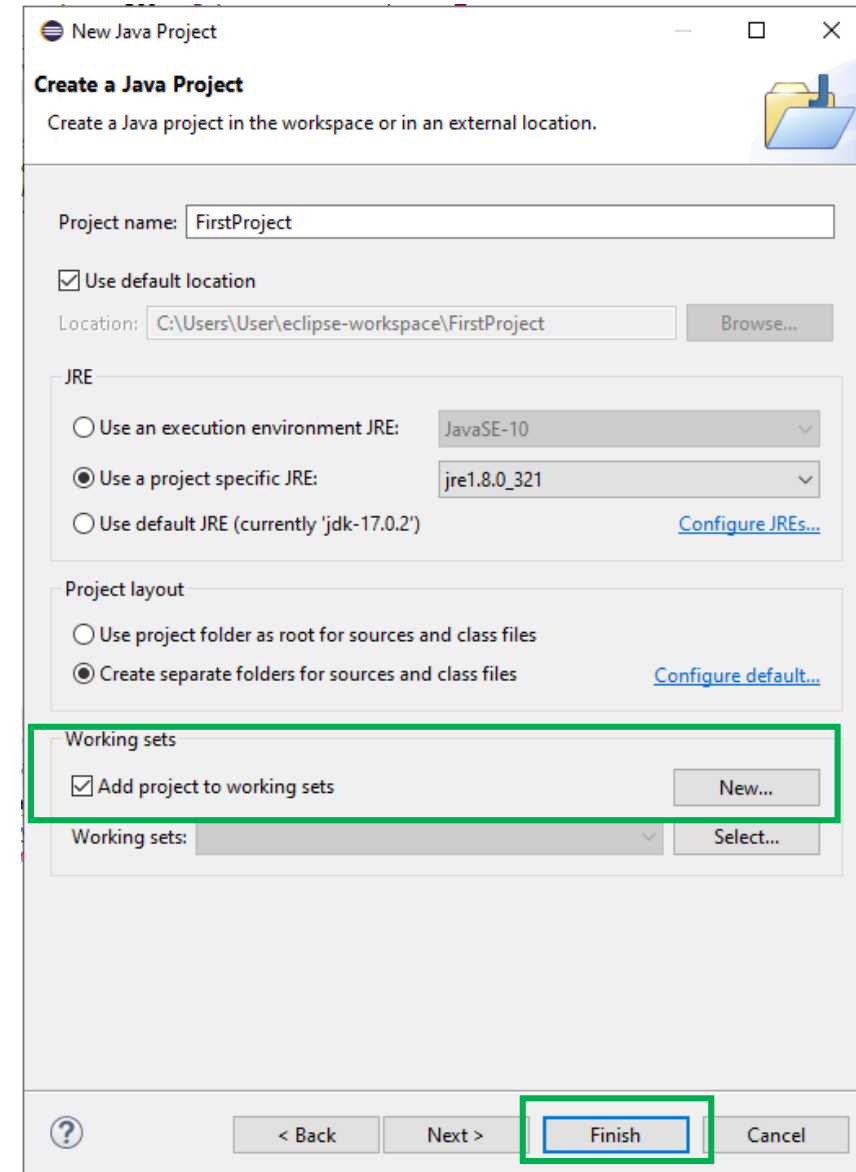 New Java Project
Create a Java Project
Create a Java project in the workspace or in an external location.
Project name: FirstProject
Use default location
Location: C:\Users\User\eclipse-workspace\FirstProject Browse...
JRE
Use an execution environment JRE: JavaSE-10
Use a project specific JRE: jre1.8.0_321
Use default JRE (currently 'jdk-17.0.2') Configure JREs...
Project layout
Use project folder as root for sources and class files
Create separate folders for sources and class files Configure default...
Working sets
Add project to working sets New...
Working sets: Select...
? < Back Next > Finish Cancel